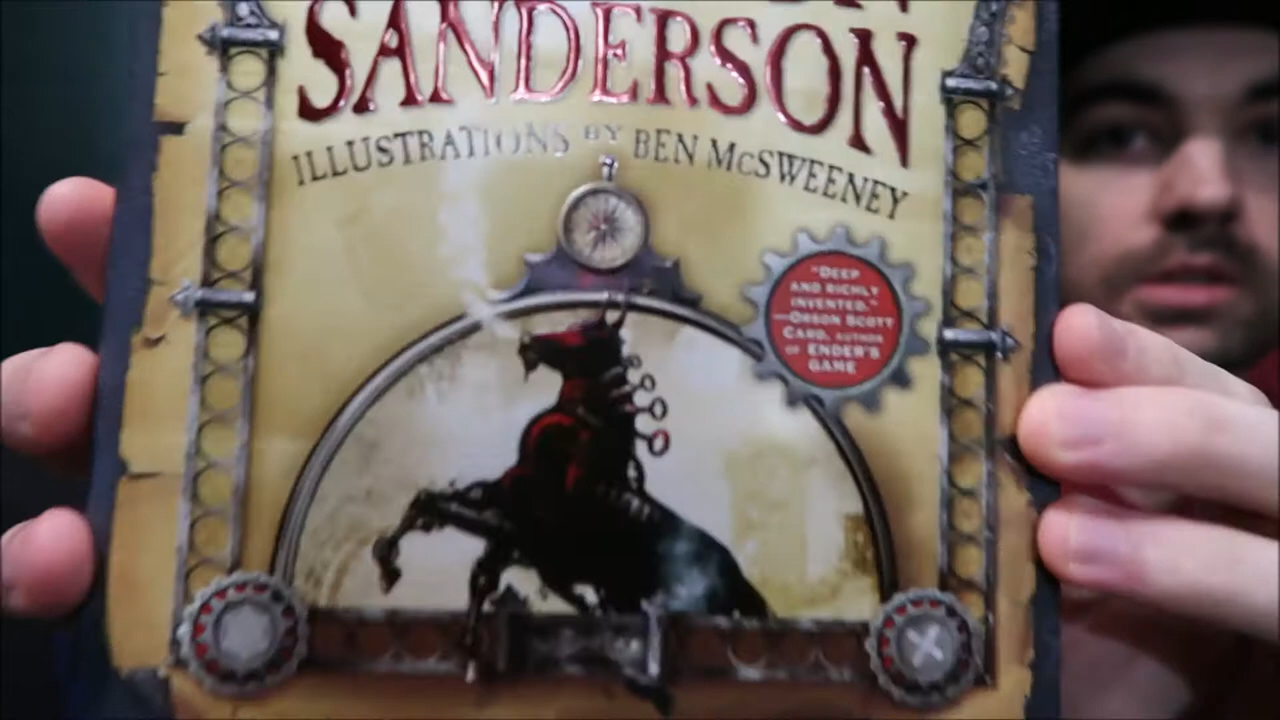 SANDERSON
ILLUSTRATIONS BY BEN McSWEENEY
"DEEP
AND RICHLY
INVENTED."
—ORSON SCOTT
CARD, AUTHOR
OF ENDER'S
GAME